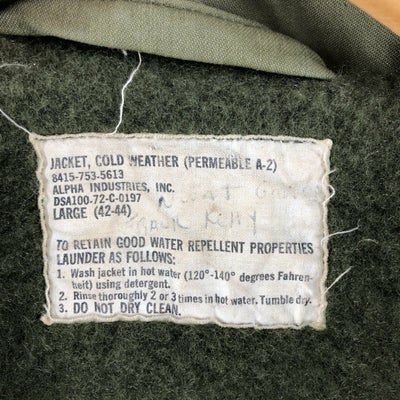 JACKET, COLD WEATHER (PERMEABLE A-2)
8415-753-5613
ALPHA INDUSTRIES, INC.
DSA100-72-C-0197
LARGE (42-44)
Kelly
TO RETAIN GOOD WATER REPELLENT PROPERTIES
LAUNDER AS FOLLOWS:
1. Wash jacket in hot water (120°-140° degrees Fahren-
heit) using detergent.
2. Rinse thoroughly 2 or 3 times in hot water. Tumble dry.
3. DO NOT DRY CLEAN.